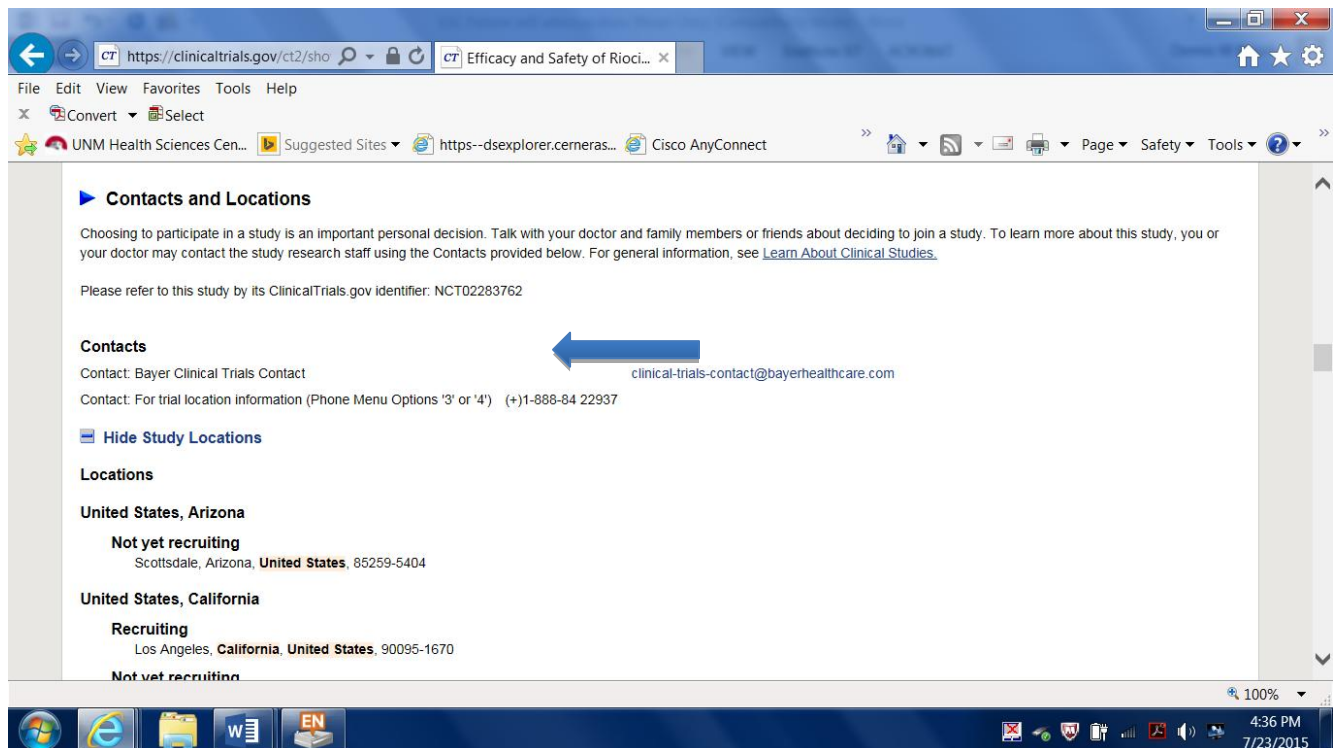 https://clinicaltrials.gov/ct2/sho
CT Efficacy and Safety of Rioci... ×
File Edit View Favorites Tools Help
x Convert Select
UNM Health Sciences Cen... Suggested Sites https--dsexplorer.cerneras... Cisco AnyConnect » Page Safety Tools »
Contacts and Locations
Choosing to participate in a study is an important personal decision. Talk with your doctor and family members or friends about deciding to join a study. To learn more about this study, you or
your doctor may contact the study research staff using the Contacts provided below. For general information, see Learn About Clinical Studies.
Please refer to this study by its ClinicalTrials.gov identifier: NCT02283762
Contacts
Contact: Bayer Clinical Trials Contact clinical-trials-contact@bayerhealthcare.com
Contact: For trial location information (Phone Menu Options '3' or '4') (+)1-888-84 22937
Hide Study Locations
Locations
United States, Arizona
Not yet recruiting
Scottsdale, Arizona, United States, 85259-5404
United States, California
Recruiting
Los Angeles, California, United States, 90095-1670
Not yet recruiting
100%
EN
4:36 PM
7/23/2015